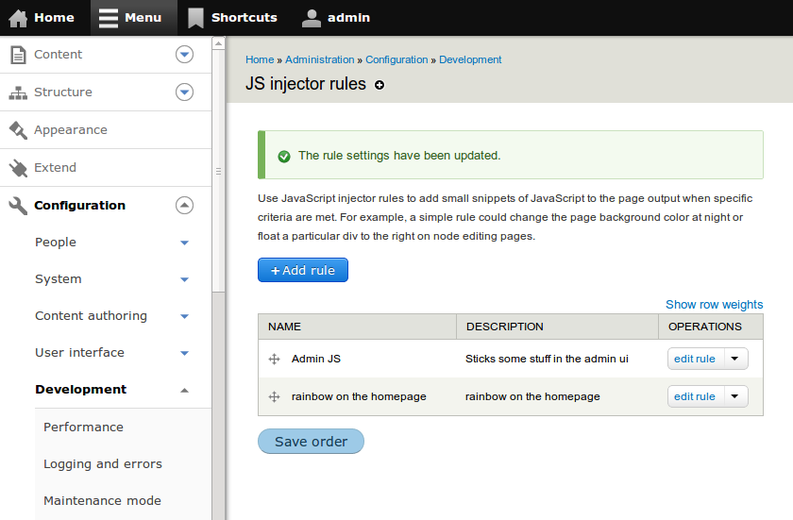 Home Menu Shortcuts admin
Content
Structure
Appearance
Extend
Configuration
People
System
Content authoring
User interface
Development
Performance
Logging and errors
Maintenance mode
Home » Administration » Configuration » Development
JS injector rules
The rule settings have been updated.
Use JavaScript injector rules to add small snippets of JavaScript to the page output when specific
criteria are met. For example, a simple rule could change the page background color at night or
float a particular div to the right on node editing pages.
+ Add rule
Show row weights
NAME DESCRIPTION OPERATIONS
Admin JS Sticks some stuff in the admin ui edit rule
rainbow on the homepage rainbow on the homepage edit rule
Save order